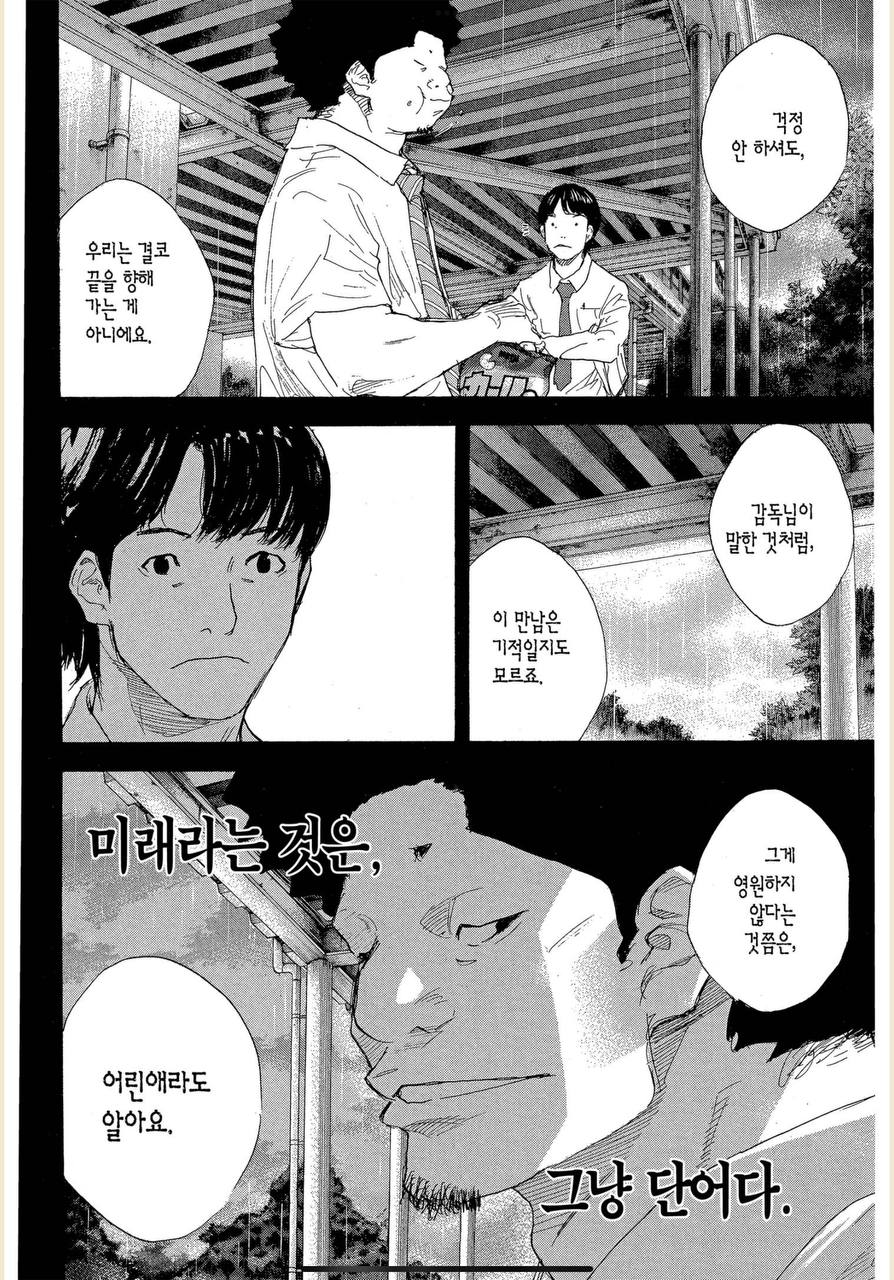 걱정
안 하셔도,
우리는 결코
끝을 향해
가는 게
아니에요.
カール
감독님이
말한 것처럼,
이 만남은
기적일지도
모르죠.
그게
영원하지
않다는
것쯤은,
미래라는 것은,
어린애라도
알아요.
그냥 단어다.